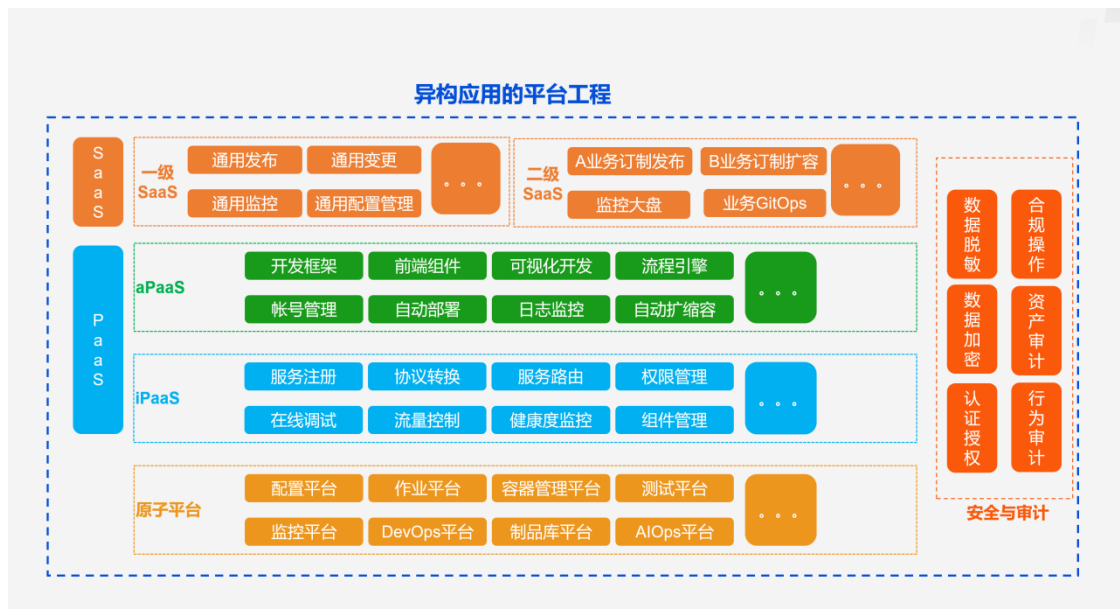 异构应用的平台工程
SaaS
一级
SaaS
通用发布
通用变更
通用监控
通用配置管理
。。。
二级
SaaS
A业务订制发布
B业务订制扩容
监控大盘
业务GitOps
。。。
PaaS
aPaaS
开发框架
前端组件
可视化开发
流程引擎
帐号管理
自动部署
日志监控
自动扩缩容
。。。
iPaaS
服务注册
协议转换
服务路由
权限管理
在线调试
流量控制
健康度监控
组件管理
。。。
原子平台
配置平台
作业平台
容器管理平台
测试平台
监控平台
DevOps平台
制品库平台
AIOps平台
。。。
数据脱敏
合规操作
数据加密
资产审计
认证授权
行为审计
安全与审计